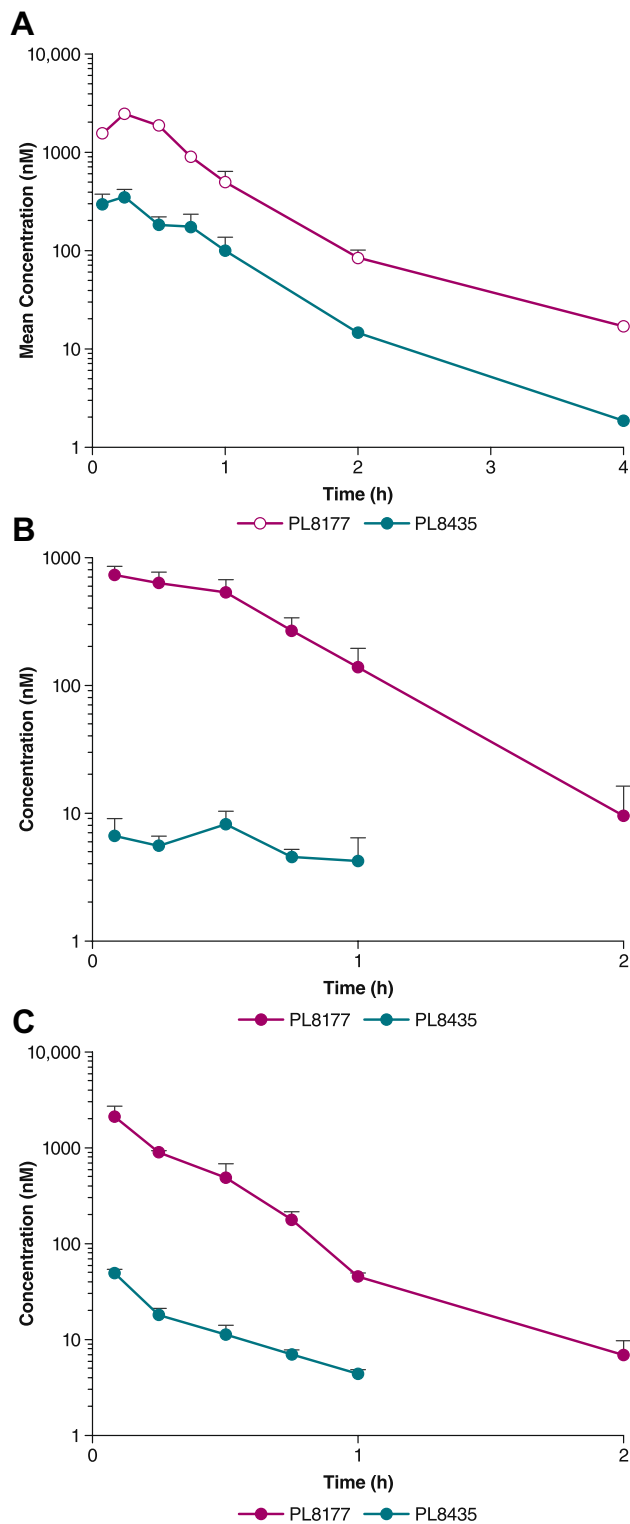 A
10,000
1000
100
10
1
Mean Concentration (nM)
0 1 2 3 4
Time (h)
PL8177 PL8435
B
1000
100
10
1
Concentration (nM)
0 1 2
Time (h)
PL8177 PL8435
C
10,000
1000
100
10
1
Concentration (nM)
0 1 2
Time (h)
PL8177 PL8435